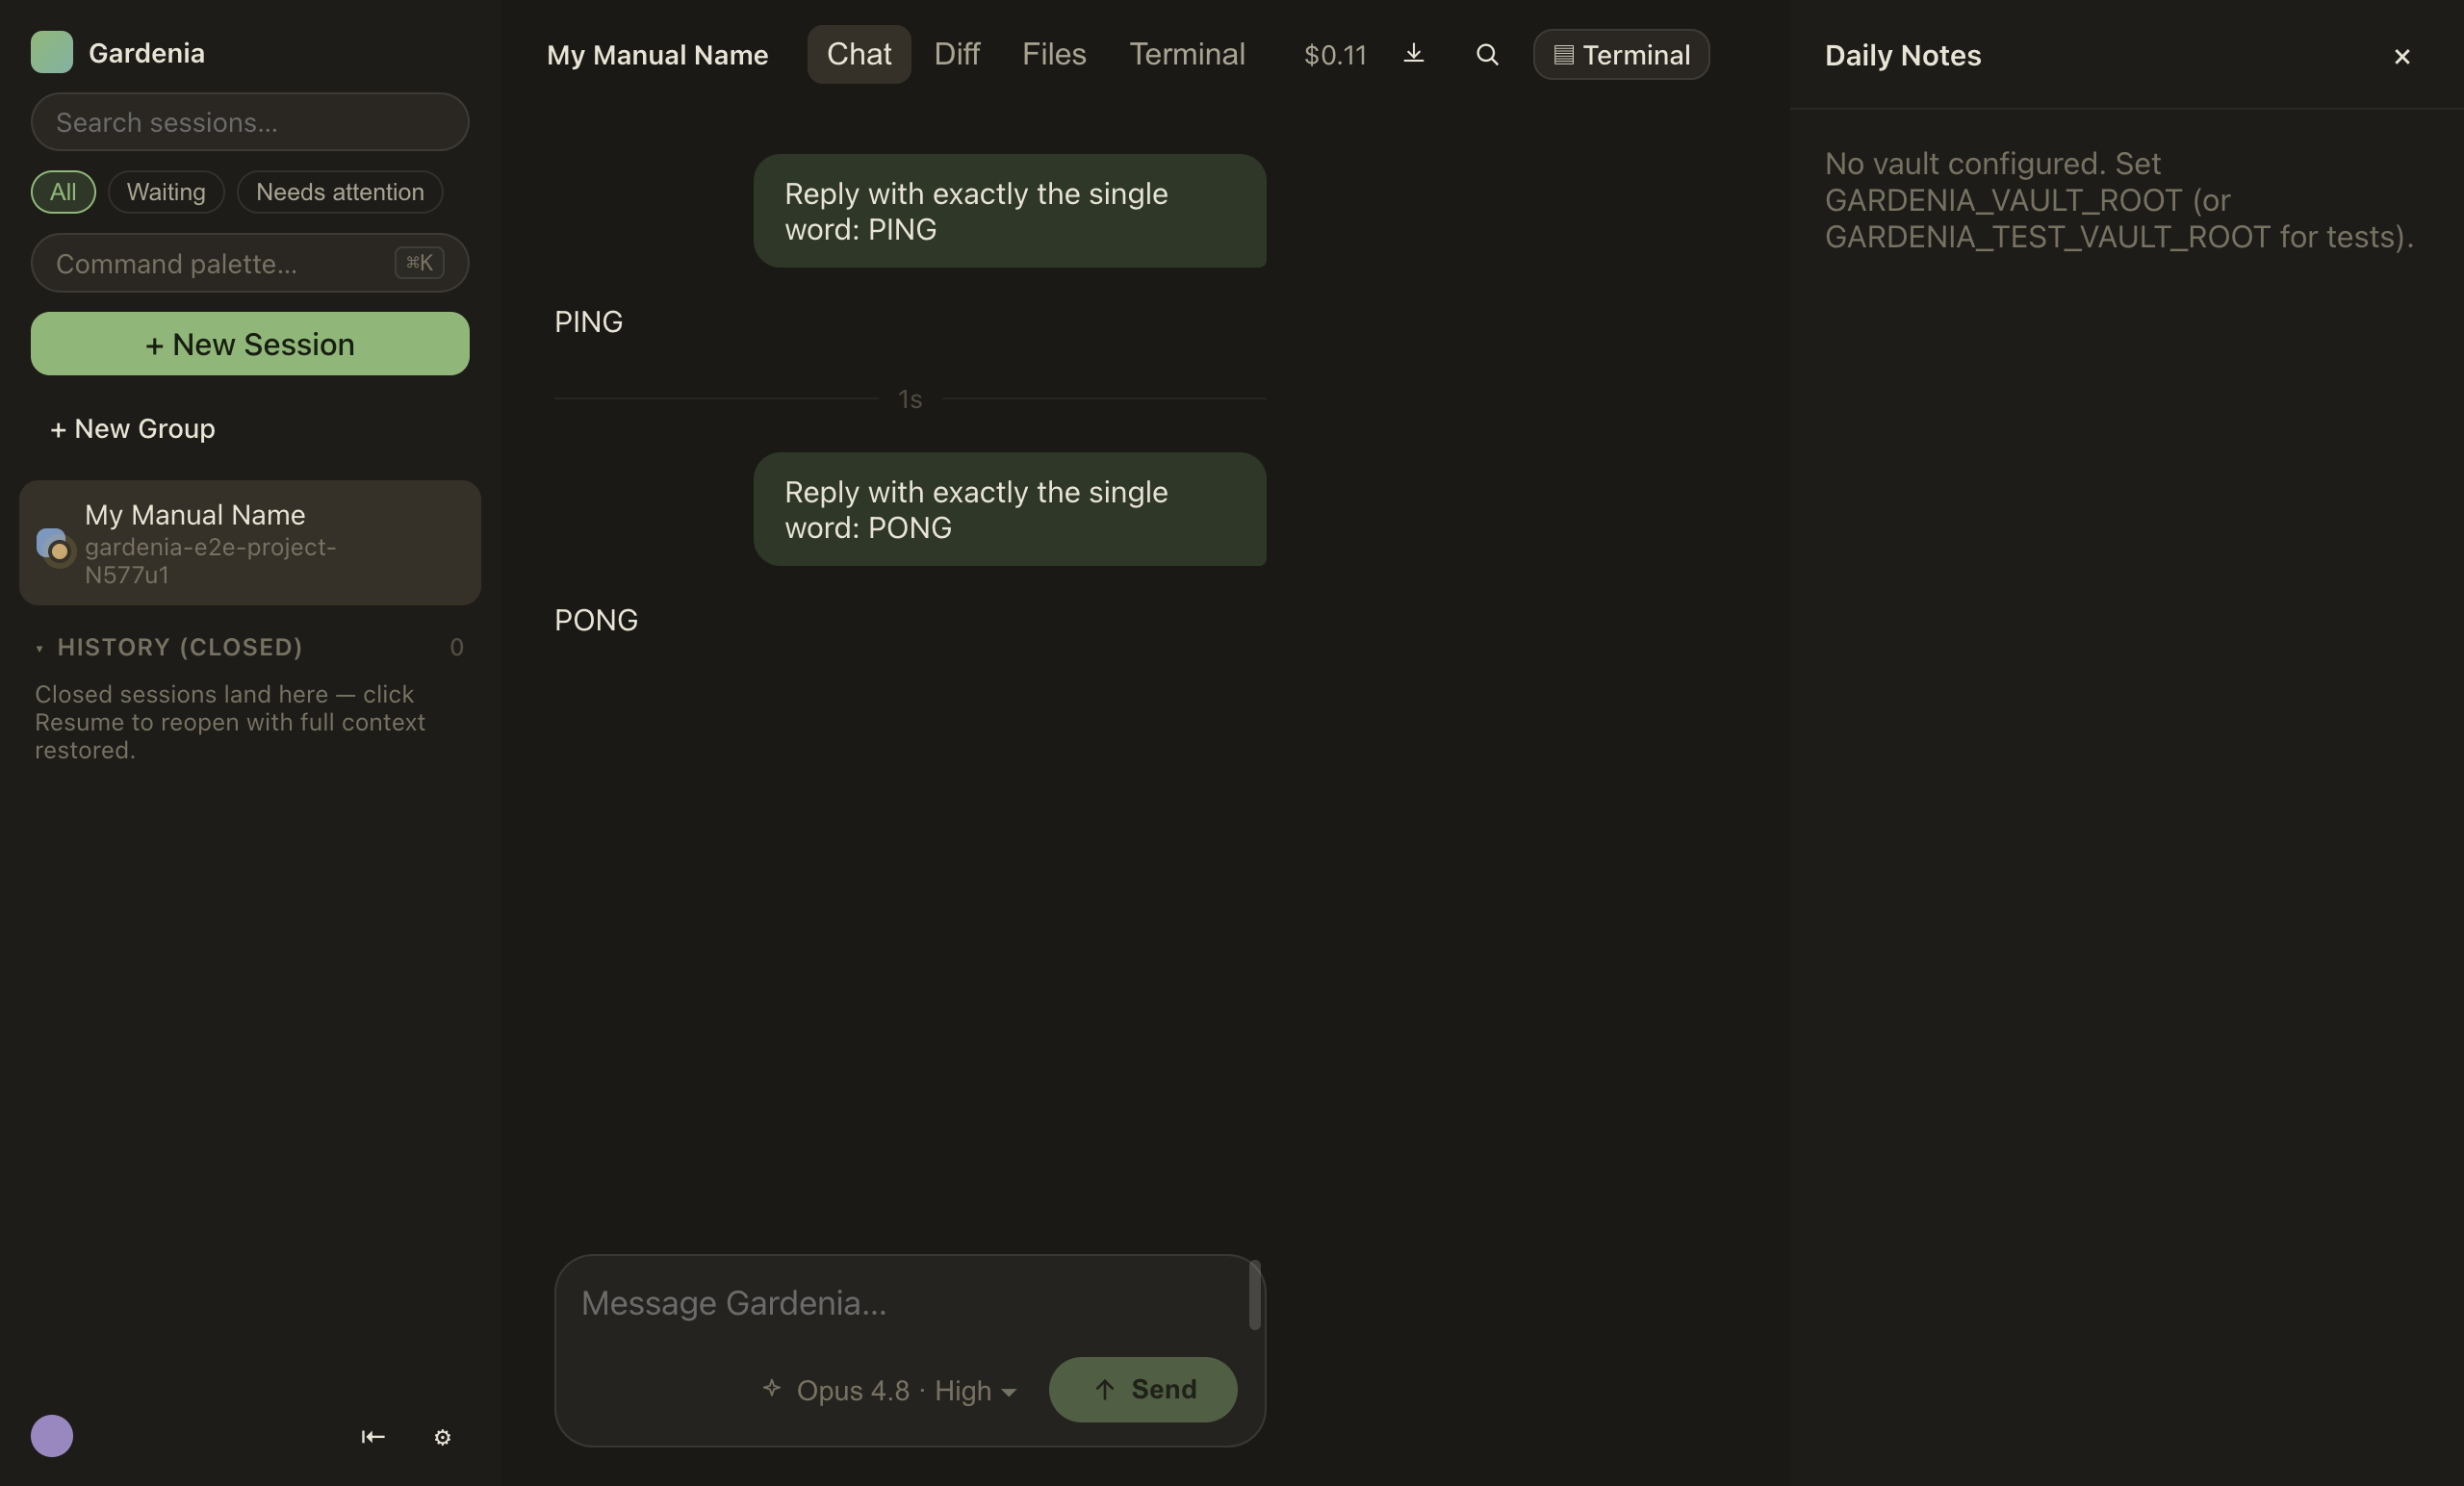 Gardenia
Search sessions...
All
Waiting
Needs attention
Command palette... ⌘K
+ New Session
+ New Group
My Manual Name
gardenia-e2e-project-
N577u1
HISTORY (CLOSED) 0
Closed sessions land here — click
Resume to reopen with full context
restored.
My Manual Name
Chat
Diff
Files
Terminal
$0.11
Terminal
Reply with exactly the single
word: PING
PING
1s
Reply with exactly the single
word: PONG
PONG
Message Gardenia...
Opus 4.8 · High
Send
Daily Notes
No vault configured. Set
GARDENIA_VAULT_ROOT (or
GARDENIA_TEST_VAULT_ROOT for tests).